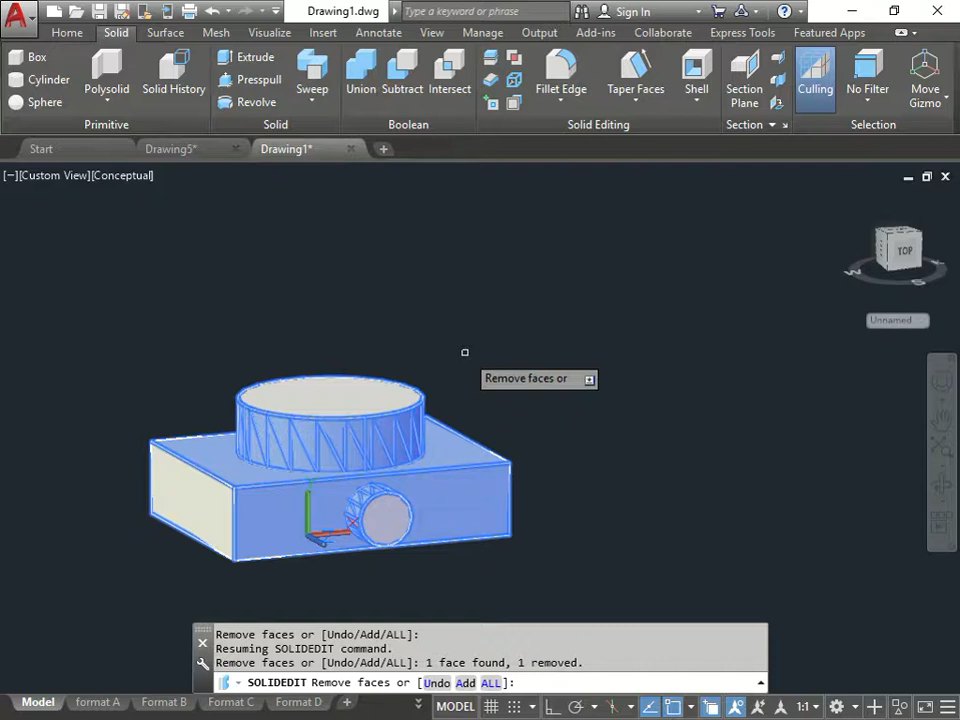 Drawing1.dwg
Type a keyword or phrase
Sign In
Home Solid Surface Mesh Visualize Insert Annotate View Manage Output Add-ins Collaborate Express Tools Featured Apps
Box
Cylinder
Sphere
Polysolid
Solid History
Extrude
Presspull
Revolve
Sweep
Union
Subtract
Intersect
Fillet Edge
Taper Faces
Shell
Section
Plane
Culling
No Filter
Move
Gizmo
Primitive
Solid
Boolean
Solid Editing
Section
Selection
Start
Drawing5*
Drawing1*
[−][Custom View][Conceptual]
TOP
W
S
Unnamed
Remove faces or
Remove faces or [Undo/Add/ALL]:
Resuming SOLIDEDIT command.
Remove faces or [Undo/Add/ALL]: 1 face found, 1 removed.
SOLIDEDIT Remove faces or [Undo Add ALL]:
Model format A format B Format C Format D
MODEL
1:1